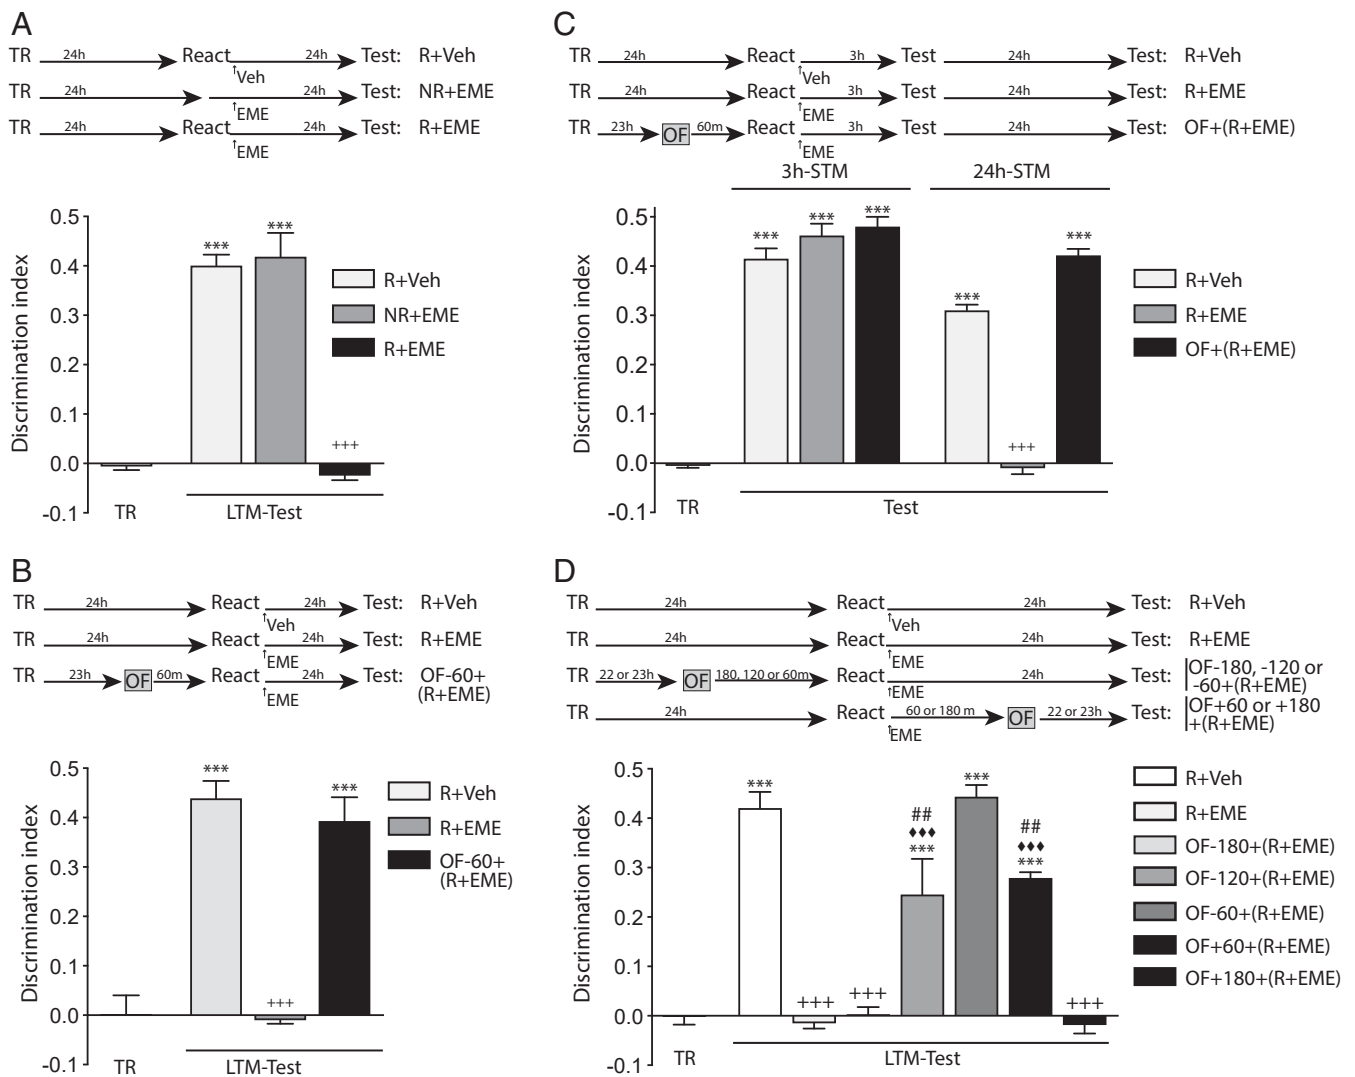 A
TR 24h React 24h Test: R+Veh
↑Veh
TR 24h 24h Test: NR+EME
↑EME
TR 24h React 24h Test: R+EME
↑EME
Discrimination index
0.5
0.4
0.3
0.2
0.1
0.0
-0.1
*** *** +++
TR LTM-Test
R+Veh
NR+EME
R+EME
C
TR 24h React 3h Test 24h Test: R+Veh
↑Veh
TR 24h React 3h Test 24h Test: R+EME
↑EME
TR 23h OF 60m React 3h Test 24h Test: OF+(R+EME)
↑EME
3h-STM 24h-STM
Discrimination index
0.5
0.4
0.3
0.2
0.1
0.0
-0.1
*** *** *** *** +++ ***
TR Test
R+Veh
R+EME
OF+(R+EME)
B
TR 24h React 24h Test: R+Veh
↑Veh
TR 24h React 24h Test: R+EME
↑EME
TR 23h OF 60m React 24h Test: OF-60+
(R+EME)
↑EME
Discrimination index
0.5
0.4
0.3
0.2
0.1
0.0
-0.1
*** +++ ***
TR LTM-Test
R+Veh
R+EME
OF-60+
(R+EME)
D
TR 24h React 24h Test: R+Veh
↑Veh
TR 24h React 24h Test: R+EME
↑EME
TR 22 or 23h OF 180, 120 or 60m React 24h Test: OF-180, -120 or
-60+(R+EME)
↑EME
TR 24h React 60 or 180 m OF 22 or 23h Test: OF+60 or +180
+(R+EME)
↑EME
Discrimination index
0.5
0.4
0.3
0.2
0.1
0.0
-0.1
*** +++ +++ ## ♦♦♦ *** *** ## ♦♦♦ *** +++
TR LTM-Test
R+Veh
R+EME
OF-180+(R+EME)
OF-120+(R+EME)
OF-60+(R+EME)
OF+60+(R+EME)
OF+180+(R+EME)